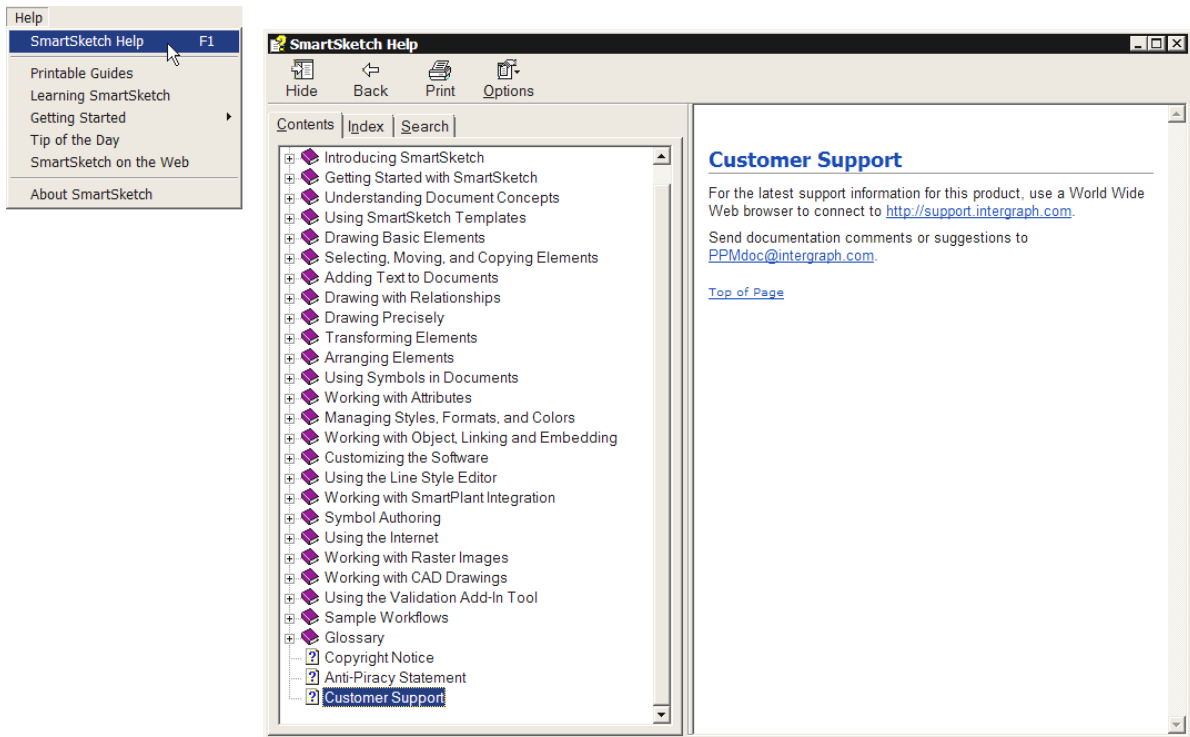 Help
SmartSketch Help F1
Printable Guides
Learning SmartSketch
Getting Started
Tip of the Day
SmartSketch on the Web
About SmartSketch
SmartSketch Help
Hide Back Print Options
Contents Index Search
Introducing SmartSketch
Getting Started with SmartSketch
Understanding Document Concepts
Using SmartSketch Templates
Drawing Basic Elements
Selecting, Moving, and Copying Elements
Adding Text to Documents
Drawing with Relationships
Drawing Precisely
Transforming Elements
Arranging Elements
Using Symbols in Documents
Working with Attributes
Managing Styles, Formats, and Colors
Working with Object, Linking and Embedding
Customizing the Software
Using the Line Style Editor
Working with SmartPlant Integration
Symbol Authoring
Using the Internet
Working with Raster Images
Working with CAD Drawings
Using the Validation Add-In Tool
Sample Workflows
Glossary
Copyright Notice
Anti-Piracy Statement
Customer Support
Customer Support
For the latest support information for this product, use a World Wide
Web browser to connect to http://support.intergraph.com.
Send documentation comments or suggestions to
PPMdoc@intergraph.com.
Top of Page